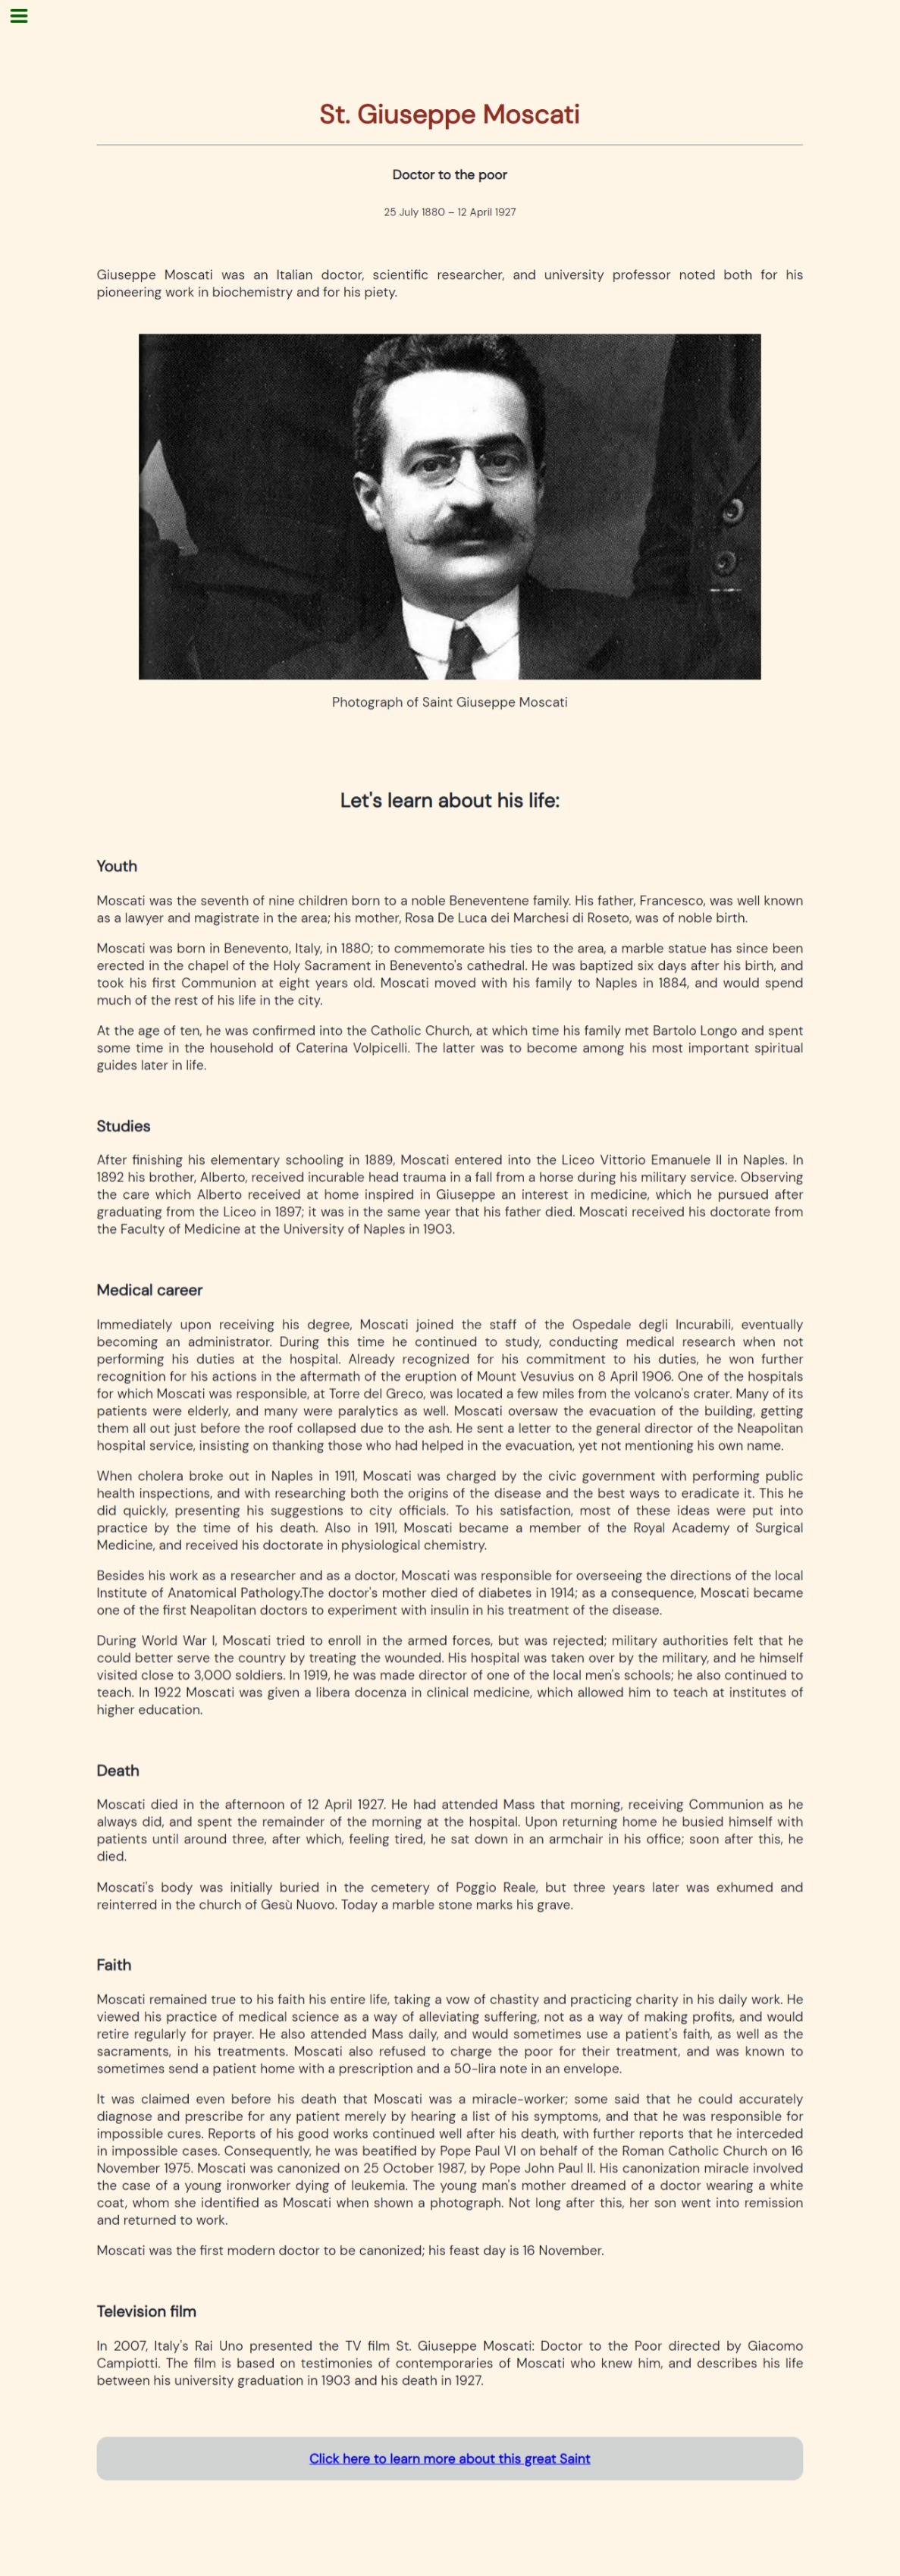 St. Giuseppe Moscati
Doctor to the poor
25 July 1880 – 12 April 1927
Giuseppe Moscati was an Italian doctor, scientific researcher, and university professor noted both for his
pioneering work in biochemistry and for his piety.
Photograph of Saint Giuseppe Moscati
Let's learn about his life:
Youth
Moscati was the seventh of nine children born to a noble Beneventene family. His father, Francesco, was well known
as a lawyer and magistrate in the area; his mother, Rosa De Luca dei Marchesi di Roseto, was of noble birth.
Moscati was born in Benevento, Italy, in 1880; to commemorate his ties to the area, a marble statue has since been
erected in the chapel of the Holy Sacrament in Benevento's cathedral. He was baptized six days after his birth, and
took his first Communion at eight years old. Moscati moved with his family to Naples in 1884, and would spend
much of the rest of his life in the city.
At the age of ten, he was confirmed into the Catholic Church, at which time his family met Bartolo Longo and spent
some time in the household of Caterina Volpicelli. The latter was to become among his most important spiritual
guides later in life.
Studies
After finishing his elementary schooling in 1889, Moscati entered into the Liceo Vittorio Emanuele II in Naples. In
1892 his brother, Alberto, received incurable head trauma in a fall from a horse during his military service. Observing
the care which Alberto received at home inspired in Giuseppe an interest in medicine, which he pursued after
graduating from the Liceo in 1897; it was in the same year that his father died. Moscati received his doctorate from
the Faculty of Medicine at the University of Naples in 1903.
Medical career
Immediately upon receiving his degree, Moscati joined the staff of the Ospedale degli Incurabili, eventually
becoming an administrator. During this time he continued to study, conducting medical research when not
performing his duties at the hospital. Already recognized for his commitment to his duties, he won further
recognition for his actions in the aftermath of the eruption of Mount Vesuvius on 8 April 1906. One of the hospitals
for which Moscati was responsible, at Torre del Greco, was located a few miles from the volcano's crater. Many of its
patients were elderly, and many were paralytics as well. Moscati oversaw the evacuation of the building, getting
them all out just before the roof collapsed due to the ash. He sent a letter to the general director of the Neapolitan
hospital service, insisting on thanking those who had helped in the evacuation, yet not mentioning his own name.
When cholera broke out in Naples in 1911, Moscati was charged by the civic government with performing public
health inspections, and with researching both the origins of the disease and the best ways to eradicate it. This he
did quickly, presenting his suggestions to city officials. To his satisfaction, most of these ideas were put into
practice by the time of his death. Also in 1911, Moscati became a member of the Royal Academy of Surgical
Medicine, and received his doctorate in physiological chemistry.
Besides his work as a researcher and as a doctor, Moscati was responsible for overseeing the directions of the local
Institute of Anatomical Pathology.The doctor's mother died of diabetes in 1914; as a consequence, Moscati became
one of the first Neapolitan doctors to experiment with insulin in his treatment of the disease.
During World War I, Moscati tried to enroll in the armed forces, but was rejected; military authorities felt that he
could better serve the country by treating the wounded. His hospital was taken over by the military, and he himself
visited close to 3,000 soldiers. In 1919, he was made director of one of the local men's schools; he also continued to
teach. In 1922 Moscati was given a libera docenza in clinical medicine, which allowed him to teach at institutes of
higher education.
Death
Moscati died in the afternoon of 12 April 1927. He had attended Mass that morning, receiving Communion as he
always did, and spent the remainder of the morning at the hospital. Upon returning home he busied himself with
patients until around three, after which, feeling tired, he sat down in an armchair in his office; soon after this, he
died.
Moscati's body was initially buried in the cemetery of Poggio Reale, but three years later was exhumed and
reinterred in the church of Gesù Nuovo. Today a marble stone marks his grave.
Faith
Moscati remained true to his faith his entire life, taking a vow of chastity and practicing charity in his daily work. He
viewed his practice of medical science as a way of alleviating suffering, not as a way of making profits, and would
retire regularly for prayer. He also attended Mass daily, and would sometimes use a patient's faith, as well as the
sacraments, in his treatments. Moscati also refused to charge the poor for their treatment, and was known to
sometimes send a patient home with a prescription and a 50-lira note in an envelope.
It was claimed even before his death that Moscati was a miracle-worker; some said that he could accurately
diagnose and prescribe for any patient merely by hearing a list of his symptoms, and that he was responsible for
impossible cures. Reports of his good works continued well after his death, with further reports that he interceded
in impossible cases. Consequently, he was beatified by Pope Paul VI on behalf of the Roman Catholic Church on 16
November 1975. Moscati was canonized on 25 October 1987, by Pope John Paul II. His canonization miracle involved
the case of a young ironworker dying of leukemia. The young man's mother dreamed of a doctor wearing a white
coat, whom she identified as Moscati when shown a photograph. Not long after this, her son went into remission
and returned to work.
Moscati was the first modern doctor to be canonized; his feast day is 16 November.
Television film
In 2007, Italy's Rai Uno presented the TV film St. Giuseppe Moscati: Doctor to the Poor directed by Giacomo
Campiotti. The film is based on testimonies of contemporaries of Moscati who knew him, and describes his life
between his university graduation in 1903 and his death in 1927.
Click here to learn more about this great Saint